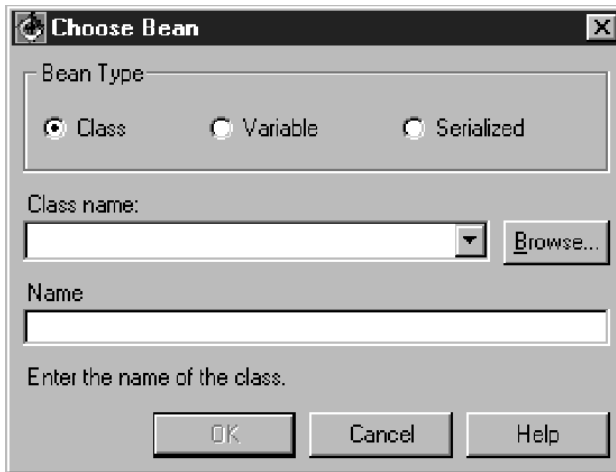 Choose Bean
Bean Type
Class Variable Serialized
Class name:
Browse...
Name
Enter the name of the class.
OK Cancel Help